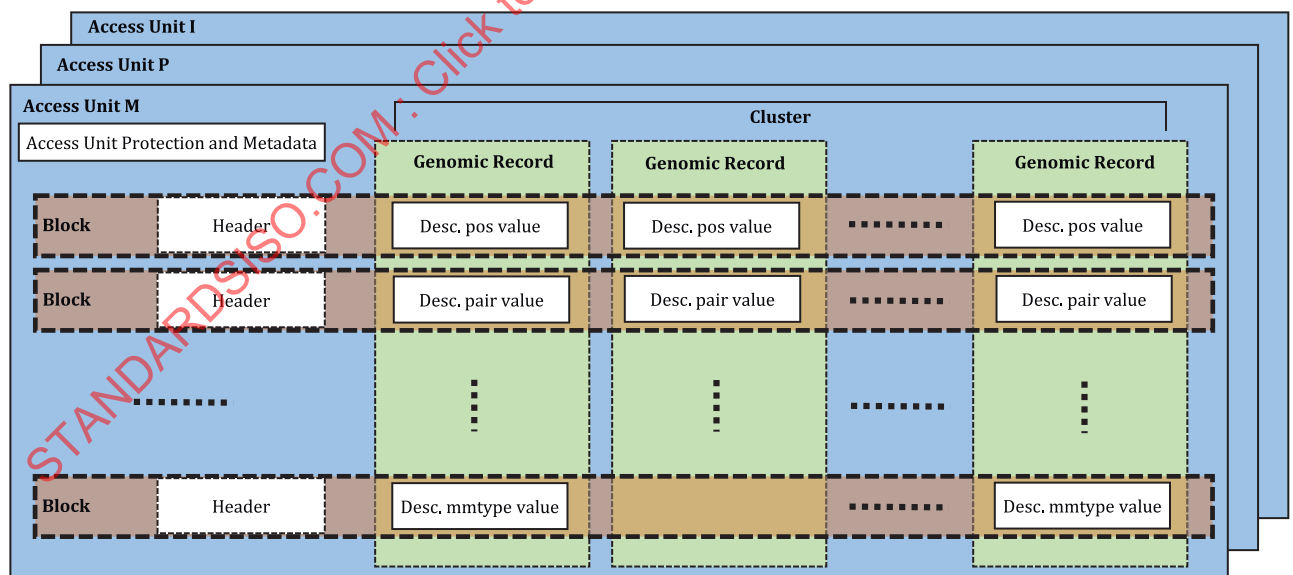 Access Unit I
Access Unit P
Access Unit M
Cluster
Access Unit Protection and Metadata
Genomic Record Genomic Record Genomic Record
Block Header Desc. pos value Desc. pos value Desc. pos value
Block Header Desc. pair value Desc. pair value Desc. pair value
Block Header Desc. mmtype value Desc. mmtype value
STANDARDSISO.COM : Click to